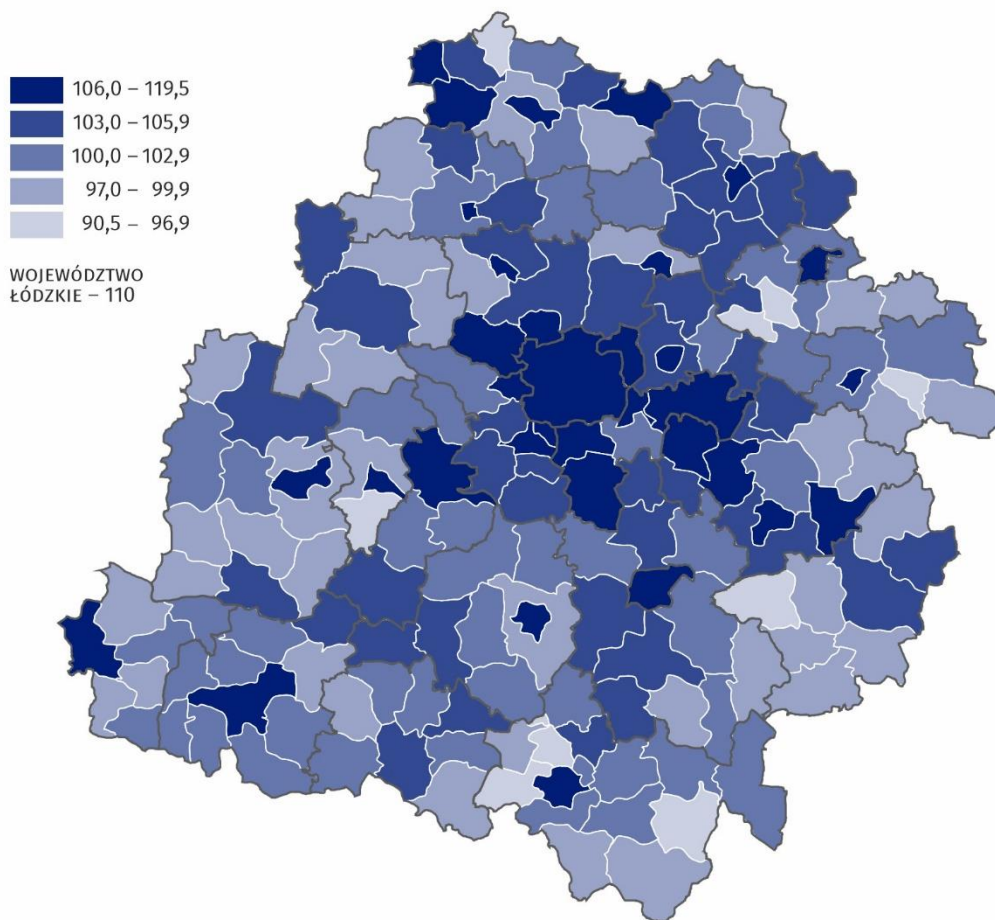 106,0 – 119,5
103,0 – 105,9
100,0 – 102,9
97,0 – 99,9
90,5 – 96,9
WOJEWÓDZTWO
ŁÓDZKIE – 110